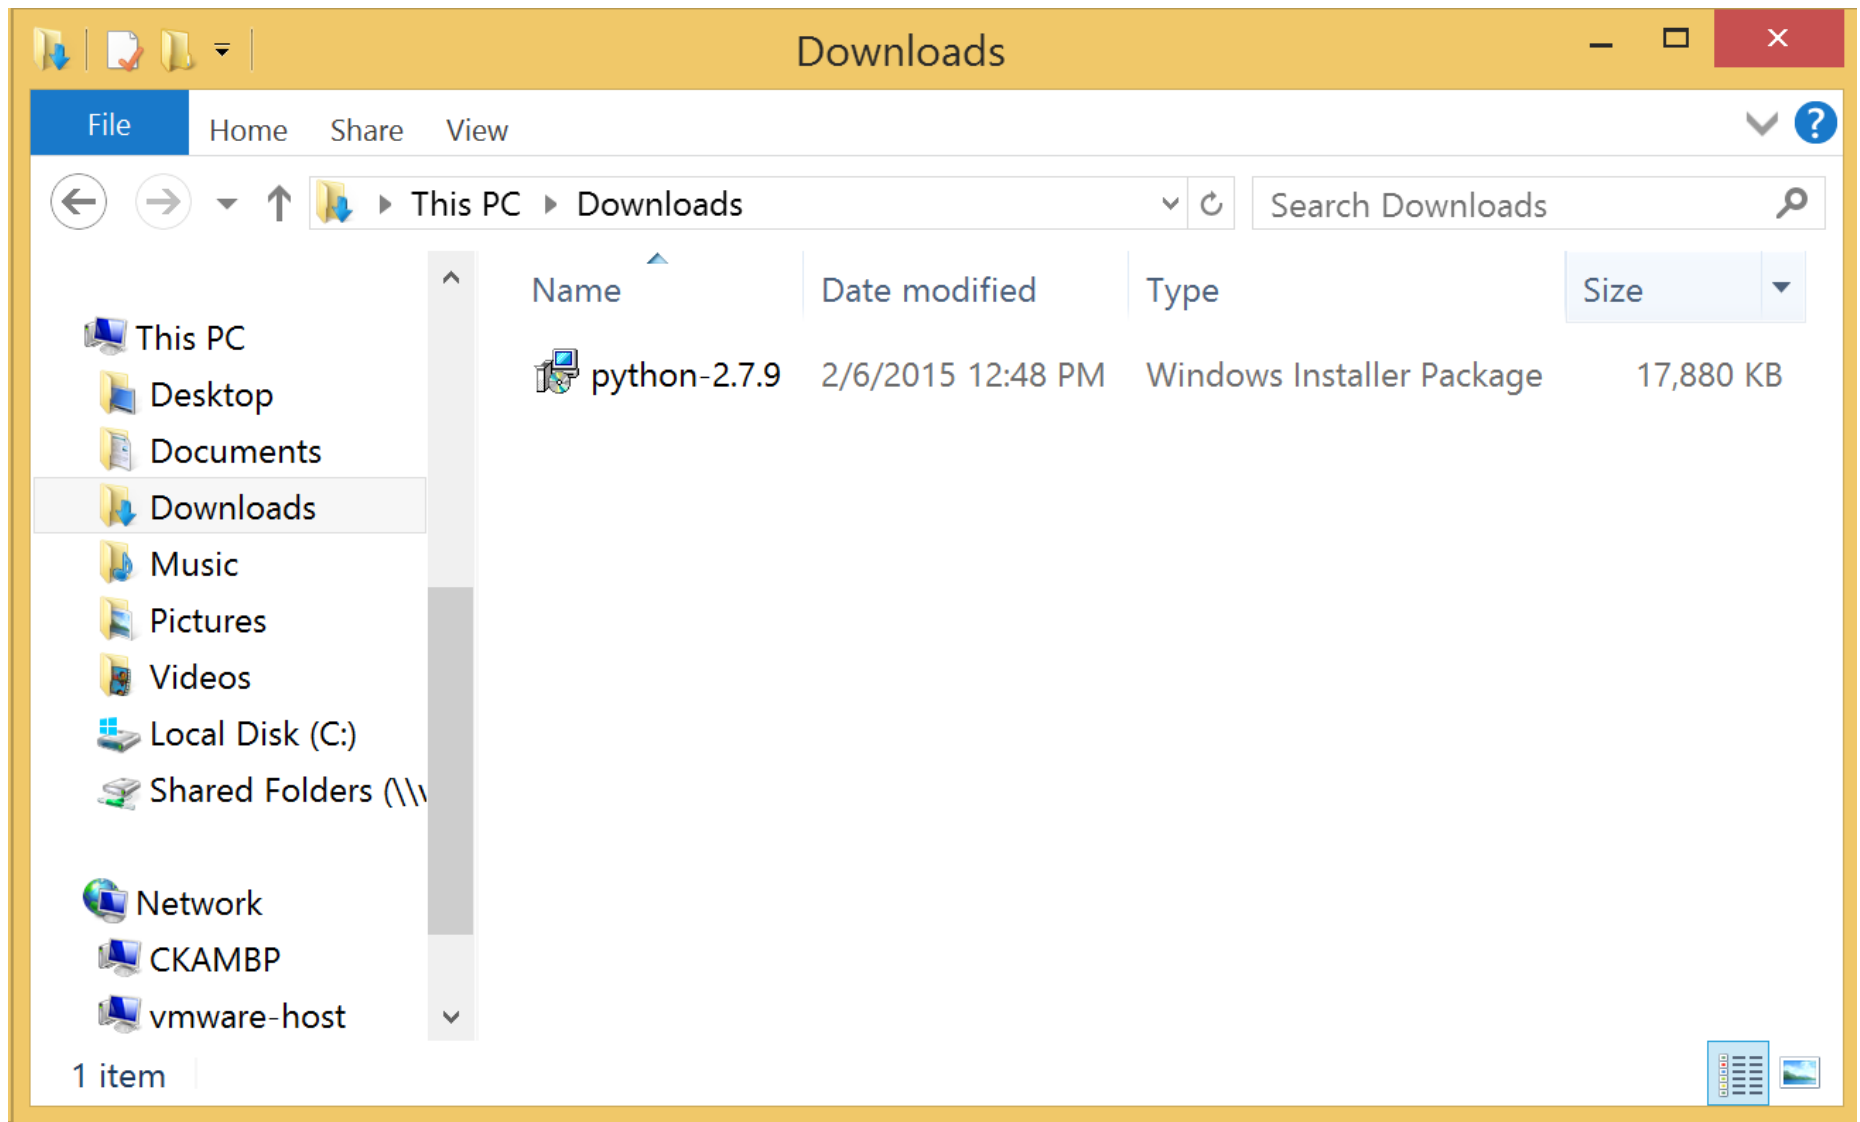 Downloads
File Home Share View
This PC Downloads
Search Downloads
Name Date modified Type Size
python-2.7.9 2/6/2015 12:48 PM Windows Installer Package 17,880 KB
This PC
Desktop
Documents
Downloads
Music
Pictures
Videos
Local Disk (C:)
Shared Folders (\\v
Network
CKAMBP
vmware-host
1 item